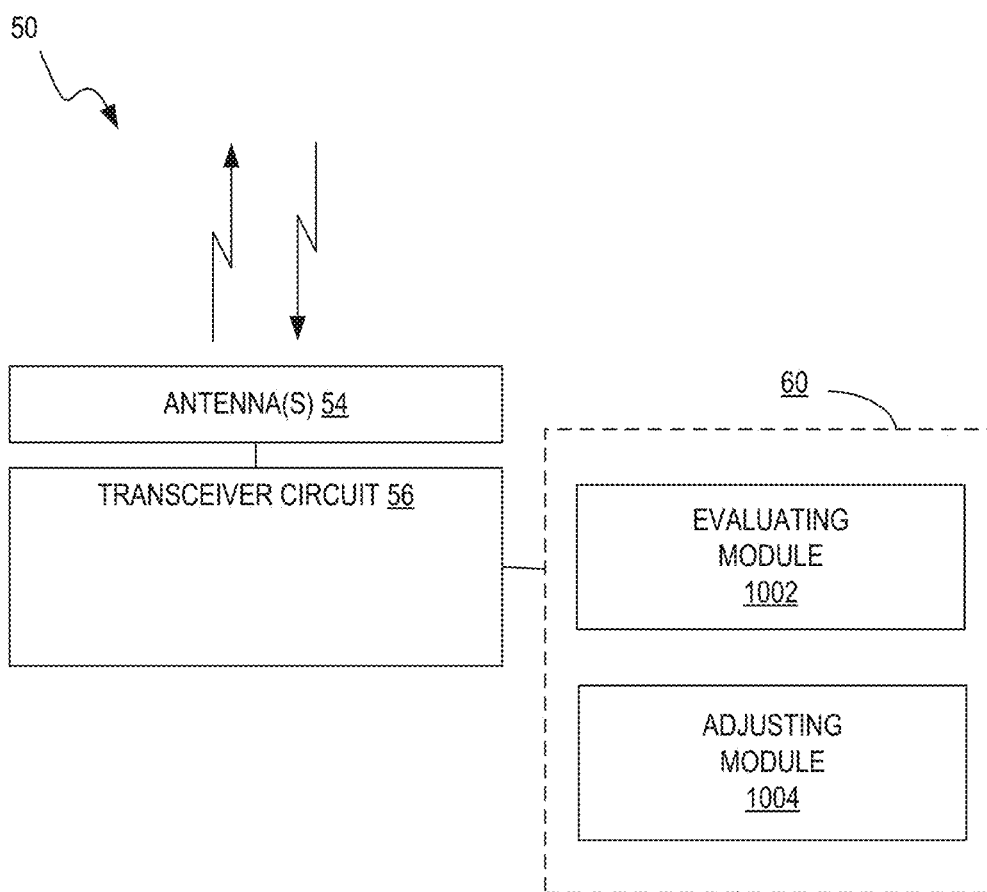 50
ANTENNA(S) 54
60
TRANSCEIVER CIRCUIT 56
EVALUATING
MODULE
1002
ADJUSTING
MODULE
1004